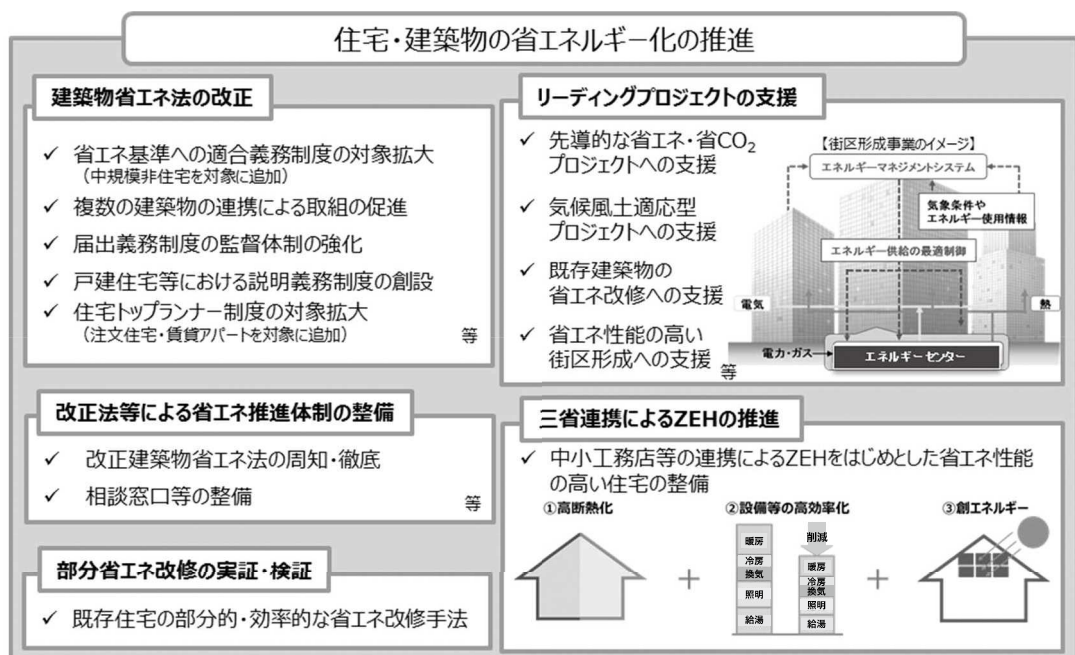 住宅・建築物の省エネルギー化の推進
建築物省エネ法の改正
✓ 省エネ基準への適合義務制度の対象拡大
(中規模非住宅を対象に追加)
✓ 複数の建築物の連携による取組の促進
✓ 届出義務制度の監督体制の強化
✓ 戸建住宅等における説明義務制度の創設
✓ 住宅トップランナー制度の対象拡大
(注文住宅・賃貸アパートを対象に追加)
等
改正法等による省エネ推進体制の整備
✓ 改正建築物省エネ法の周知・徹底
✓ 相談窓口等の整備
等
部分省エネ改修の実証・検証
✓ 既存住宅の部分的・効率的な省エネ改修手法
リーディングプロジェクトの支援
✓ 先導的な省エネ・省CO₂
プロジェクトへの支援
✓ 気候風土適応型
プロジェクトへの支援
✓ 既存建築物の
省エネ改修への支援
✓ 省エネ性能の高い
街区形成への支援
等
【街区形成事業のイメージ】
エネルギーマネジメントシステム
気象条件や
エネルギー使用情報
エネルギー供給の最適制御
電気
熱
電力・ガス
エネルギーセンター
三省連携によるZEHの推進
✓ 中小工務店等の連携によるZEHをはじめとした省エネ性能
の高い住宅の整備
①高断熱化
+
②設備等の高効率化
暖房
冷房
換気
照明
給湯
削減
暖房
冷房
換気
照明
給湯
+
③創エネルギー